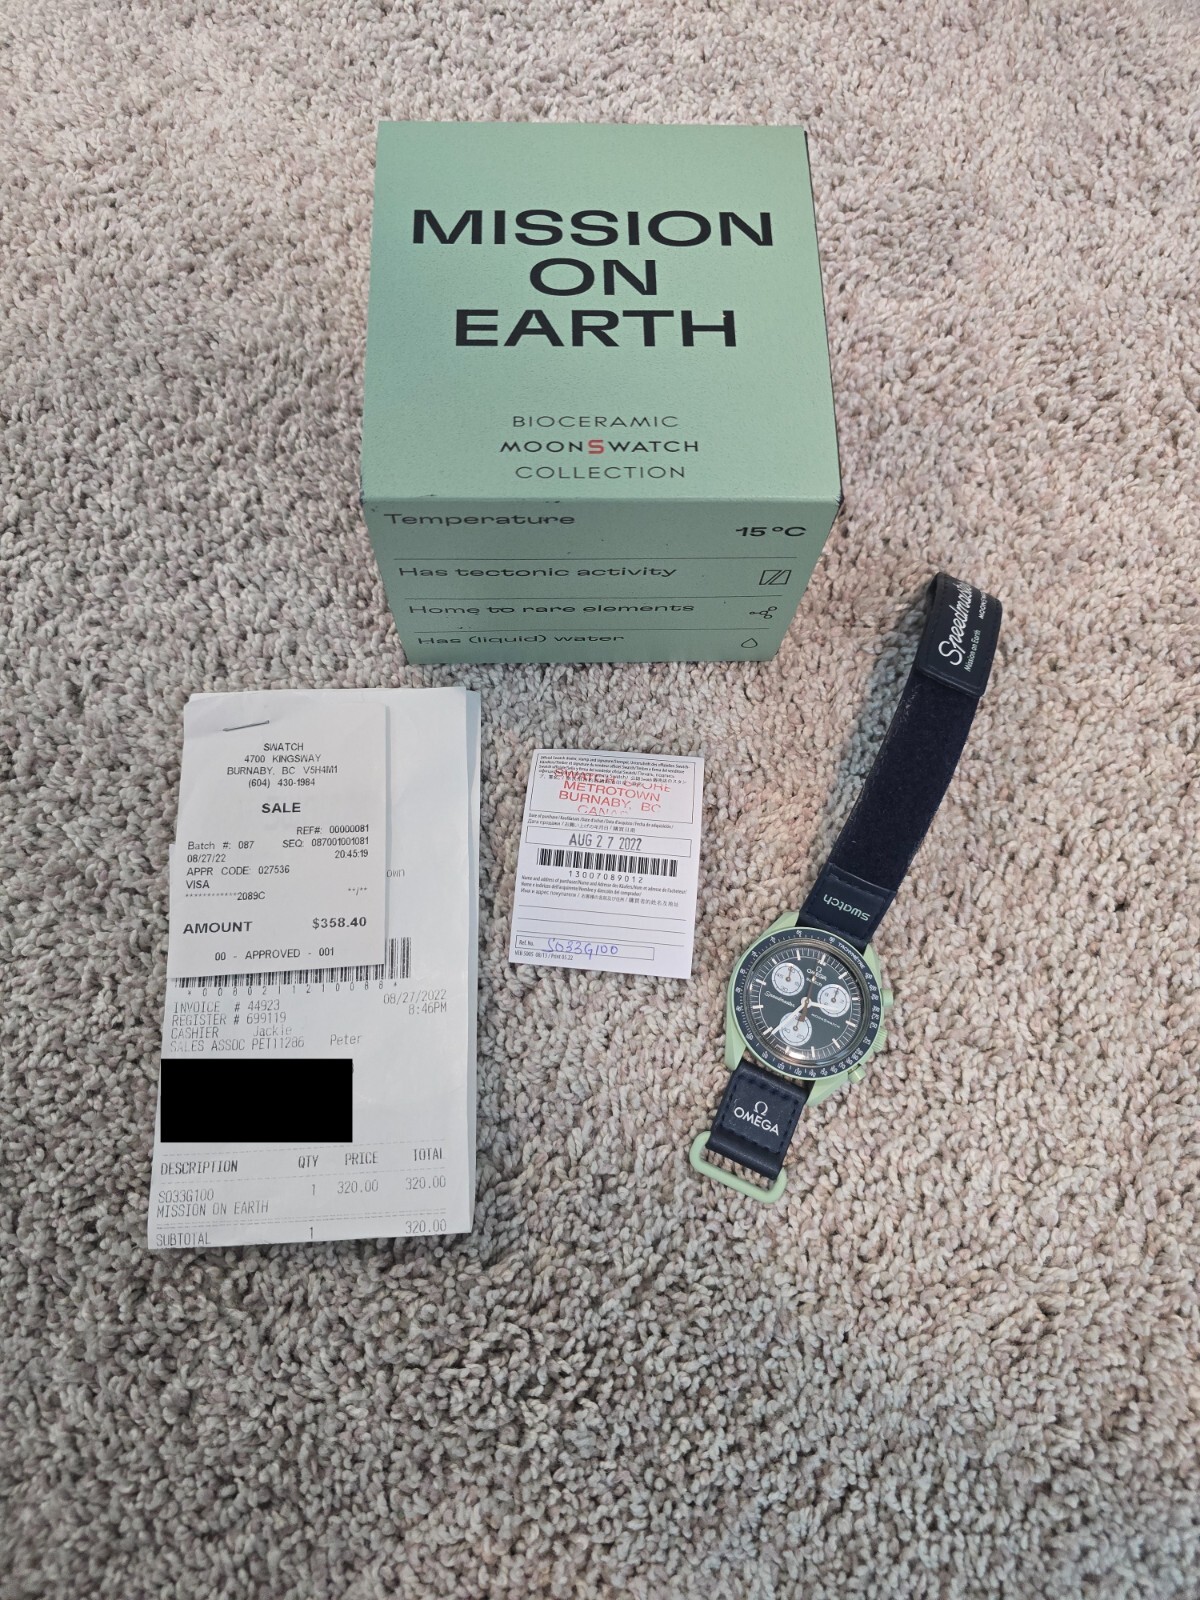 MISSION
ON
EARTH
BIOCERAMIC
MOONSWATCH
COLLECTION
Temperature 15°C
Has tectonic activity
Home to rare elements
Has (liquid) water
SWATCH
4700 KINGSWAY
BURNABY, BC V5H4M1
(604) 430-1984
SALE
REF#: 00000081
Batch #: 087 SEQ: 087001001081
08/27/22 20:45:19
APPR CODE: 027536
VISA
************2089C **/**
AMOUNT $358.40
00 - APPROVED - 001
INVOICE # 44923 08/27/2022
REGISTER # 699119 8:46PM
CASHIER Jackie
SALES ASSOC PET11286 Peter
DESCRIPTION QTY PRICE TOTAL
SO33G100 1 320.00 320.00
MISSION ON EARTH
SUBTOTAL 1 320.00
METROTOWN
BURNABY, BC
AUG 27 2022
13007089012
Ref. No. SO33G100
Speedmaster
Mission on Earth
swatch
OMEGA
Ω
OMEGA